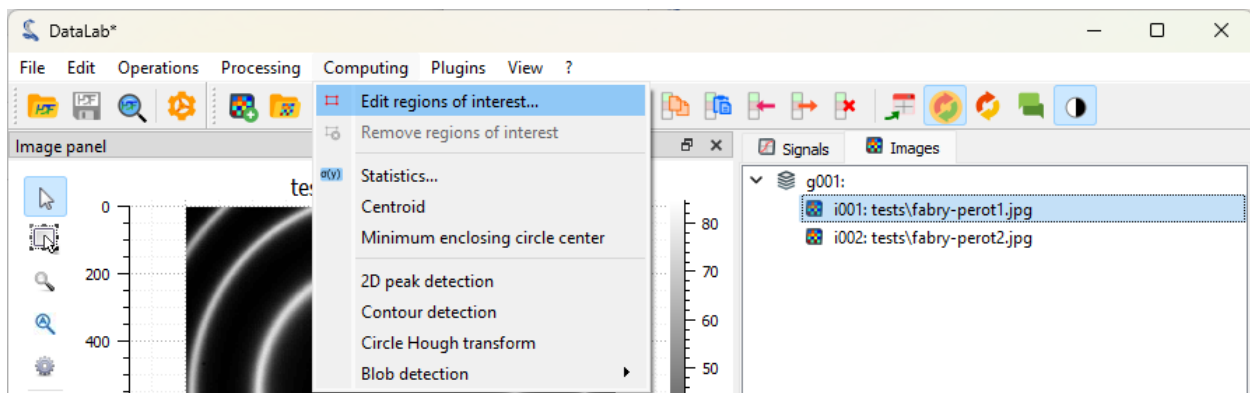 DataLab*
File Edit Operations Processing Computing Plugins View ?
Edit regions of interest...
Remove regions of interest
Statistics...
Centroid
Minimum enclosing circle center
2D peak detection
Contour detection
Circle Hough transform
Blob detection
Image panel
tes
0
200
400
80
70
60
50
Signals Images
g001:
i001: tests\fabry-perot1.jpg
i002: tests\fabry-perot2.jpg